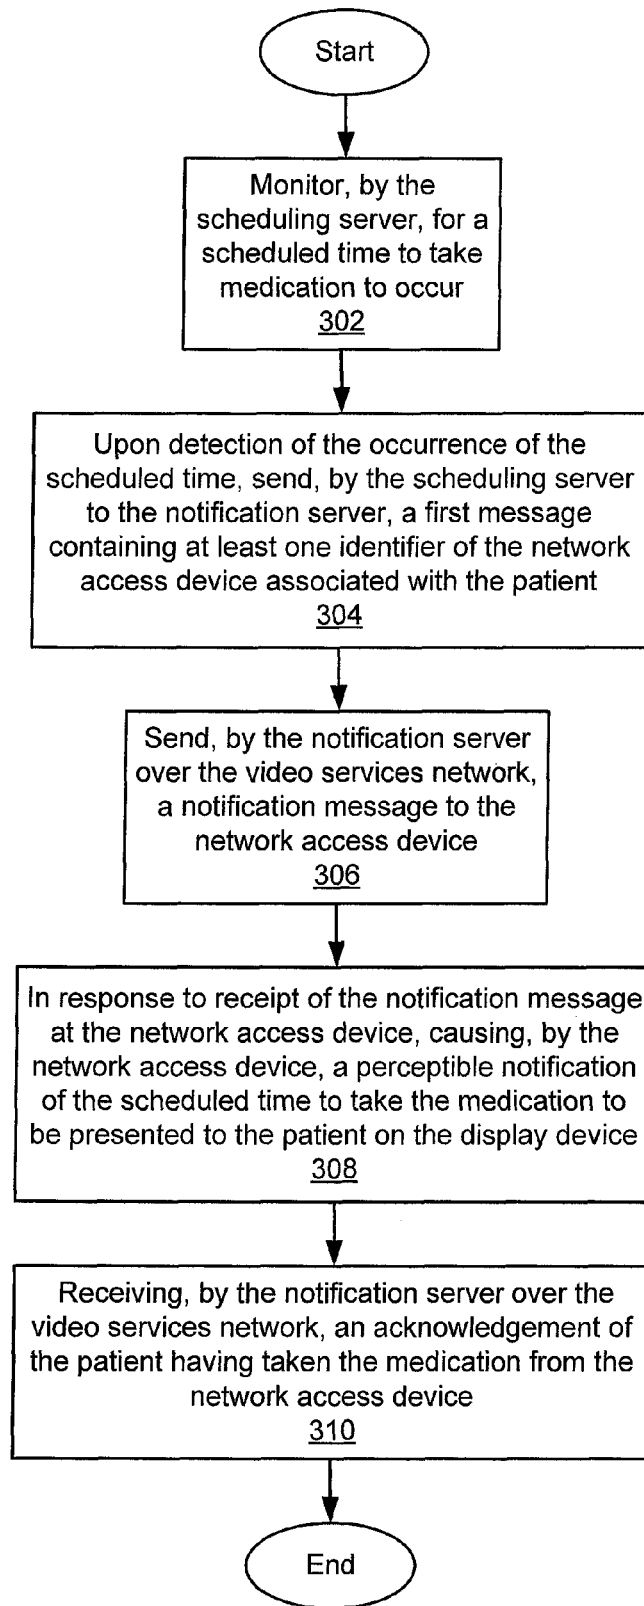 Start
Monitor, by the
scheduling server, for a
scheduled time to take
medication to occur
302
Upon detection of the occurrence of the
scheduled time, send, by the scheduling server
to the notification server, a first message
containing at least one identifier of the network
access device associated with the patient
304
Send, by the notification server
over the video services network,
a notification message to the
network access device
306
In response to receipt of the notification message
at the network access device, causing, by the
network access device, a perceptible notification
of the scheduled time to take the medication to
be presented to the patient on the display device
308
Receiving, by the notification server over the
video services network, an acknowledgement of
the patient having taken the medication from the
network access device
310
End